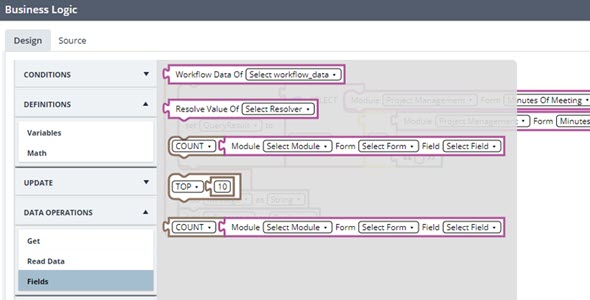 Business Logic
Design Source
CONDITIONS
DEFINITIONS
Variables
Math
UPDATE
DATA OPERATIONS
Get
Read Data
Fields
Workflow Data Of Select workflow_data
SELECT Module Project Management Form Minutes Of Meeting
Resolve Value Of Select Resolver
set QueryResult to
Module Project Management Form Minutes
COUNT Module Select Module Form Select Form Field Select Field
TOP 10
as String
COUNT Module Select Module Form Select Form Field Select Field